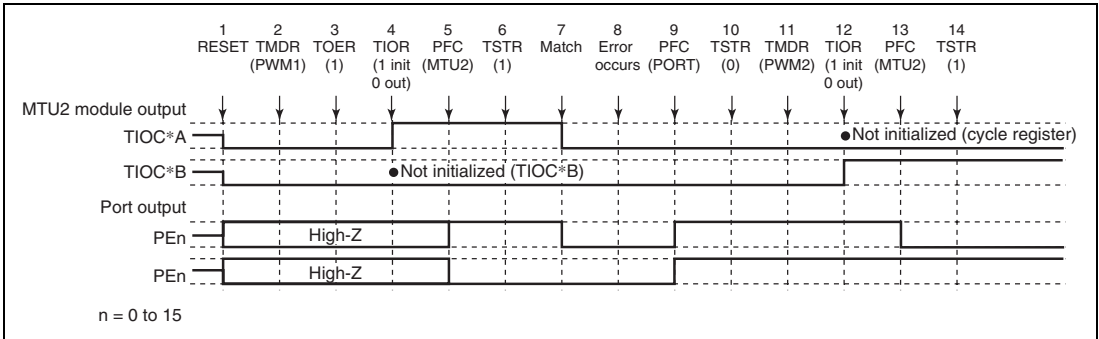 1 2 3 4 5 6 7 8 9 10 11 12 13 14
RESET TMDR TOER TIOR PFC TSTR Match Error PFC TSTR TMDR TIOR PFC TSTR
(PWM1) (1) (1 init (MTU2) (1) occurs (PORT) (0) (PWM2) (1 init (MTU2) (1)
0 out) 0 out)
MTU2 module output
TIOC*A ●Not initialized (cycle register)
TIOC*B ●Not initialized (TIOC*B)
Port output
PEn High-Z
PEn High-Z
n = 0 to 15